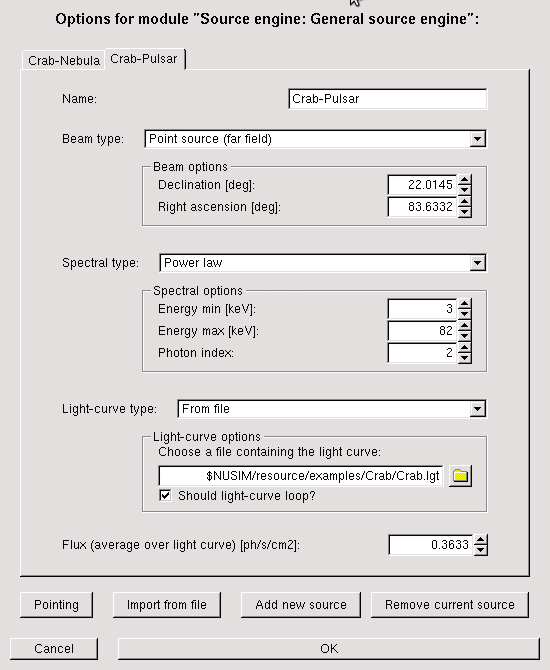 Options for module "Source engine: General source engine":
Crab-Nebula Crab-Pulsar
Name: Crab-Pulsar
Beam type: Point source (far field)
Beam options
Declination [deg]: 22.0145
Right ascension [deg]: 83.6332
Spectral type: Power law
Spectral options
Energy min [keV]: 3
Energy max [keV]: 82
Photon index: 2
Light-curve type: From file
Light-curve options
Choose a file containing the light curve:
$NUSIM/resource/examples/Crab/Crab.lgt
Should light-curve loop?
Flux (average over light curve) [ph/s/cm2]: 0.3633
Pointing Import from file Add new source Remove current source
Cancel OK